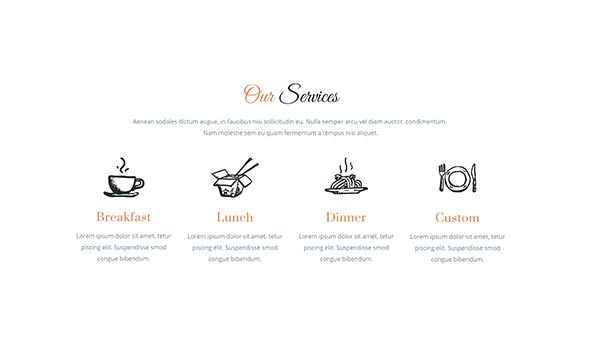 Our Services
Aenean sodales dictum augue, in faucibus nisi sollicitudin eu. Nulla semper arcu vel diam auctor. condimentum.
Nam molestie sem eu quam fermentum a tempus nisi aliquet.
Breakfast
Lorem ipsum dolor sit amet, tetur
piscing elit. Suspendisse smod
congue bibendum.
Lunch
Lorem ipsum dolor sit amet, tetur
piscing elit. Suspendisse smod
congue bibendum.
Dinner
Lorem ipsum dolor sit amet, tetur
piscing elit. Suspendisse smod
congue bibendum.
Custom
Lorem ipsum dolor sit amet, tetur
piscing elit. Suspendisse smod
congue bibendum.